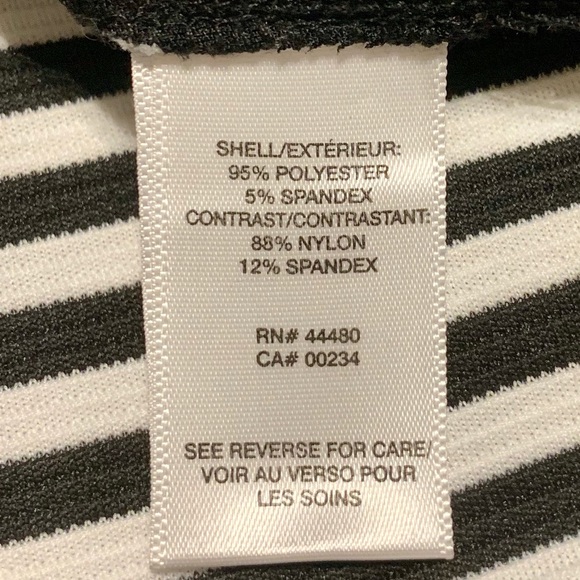 SHELL/EXTÉRIEUR:
95% POLYESTER
5% SPANDEX
CONTRAST/CONTRASTANT:
88% NYLON
12% SPANDEX
RN# 44480
CA# 00234
SEE REVERSE FOR CARE/
VOIR AU VERSO POUR
LES SOINS